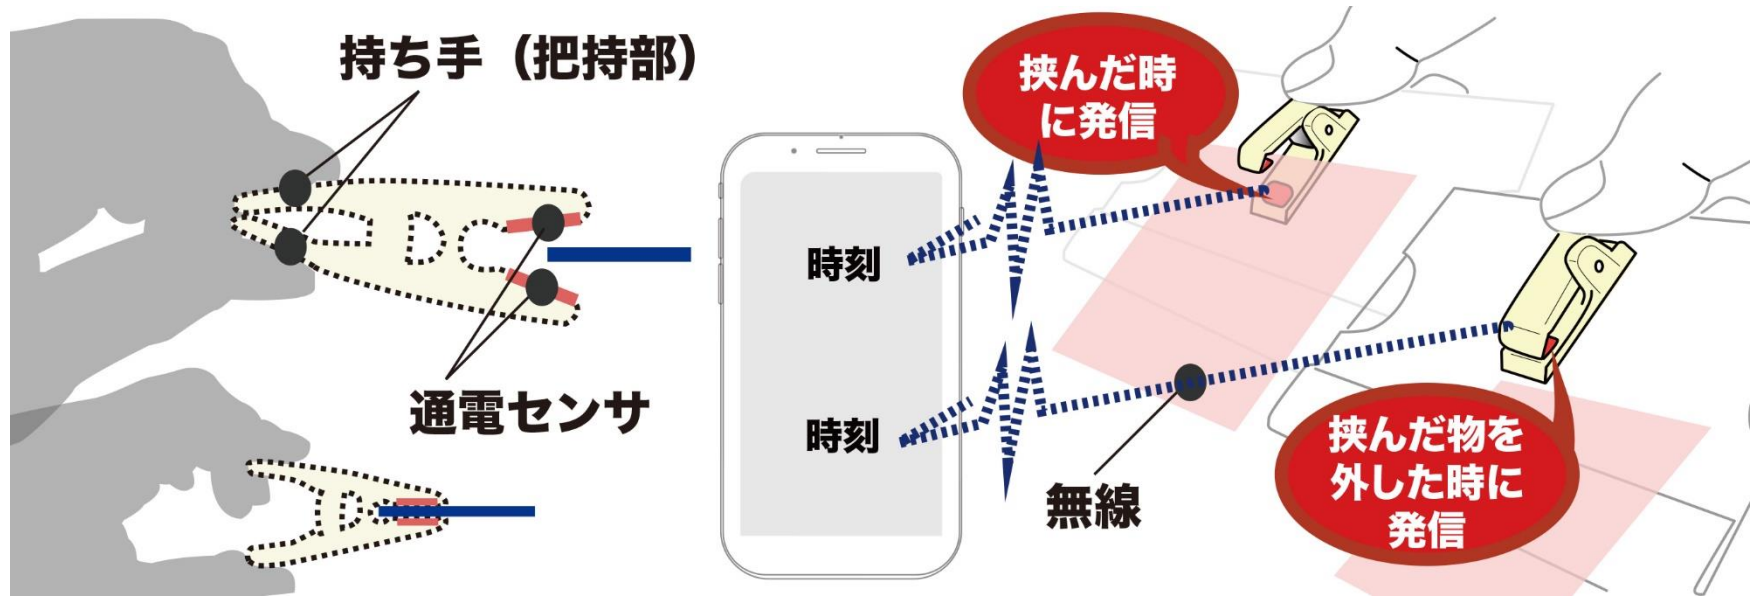 持ち手（把持部）
通電センサ
時刻
時刻
挟んだ時
に発信
無線
挟んだ物を
外した時に
発信